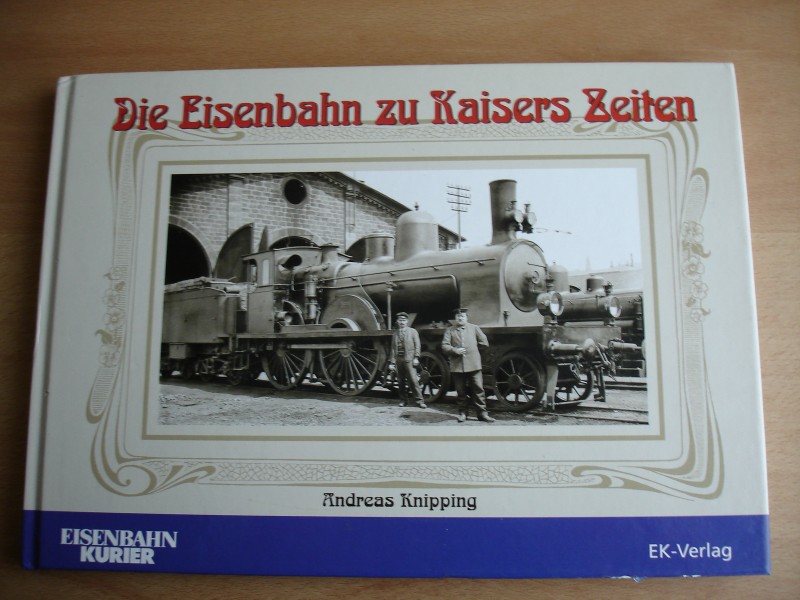 Die Eisenbahn zu Kaisers Zeiten
Andreas Knipping
EISENBAHN
KURIER
EK-Verlag